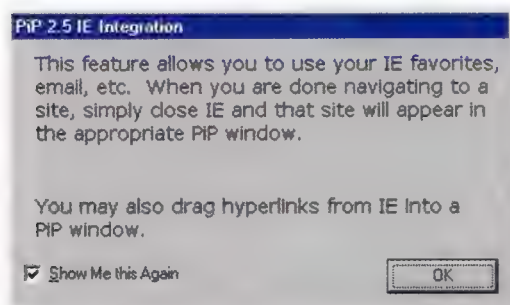 PiP 2.5 IE Integration
This feature allows you to use your IE favorites,
email, etc. When you are done navigating to a
site, simply close IE and that site will appear in
the appropriate PiP window.
You may also drag hyperlinks from IE into a
PiP window.
Show Me this Again
OK